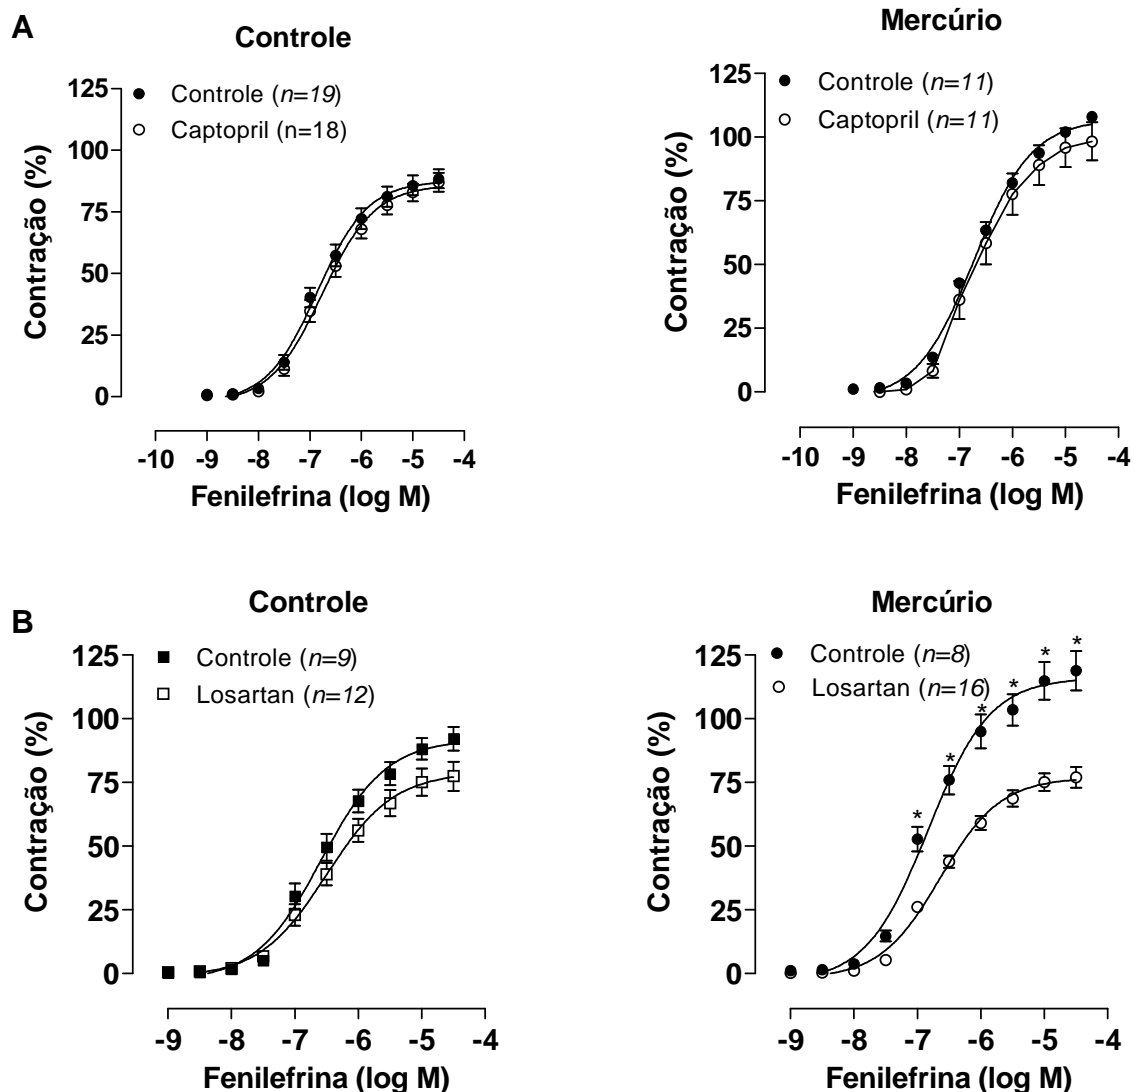 A
Controle
Controle (n=19)
Captopril (n=18)
125
100
75
50
25
0
Contração (%)
-10 -9 -8 -7 -6 -5 -4
Fenilefrina (log M)
Mercúrio
Controle (n=11)
Captopril (n=11)
125
100
75
50
25
0
Contração (%)
-10 -9 -8 -7 -6 -5 -4
Fenilefrina (log M)
B
Controle
Controle (n=9)
Losartan (n=12)
125
100
75
50
25
0
Contração (%)
-9 -8 -7 -6 -5 -4
Fenilefrina (log M)
Mercúrio
Controle (n=8)
Losartan (n=16)
* * * * * * *
125
100
75
50
25
0
Contração (%)
-9 -8 -7 -6 -5 -4
Fenilefrina (log M)